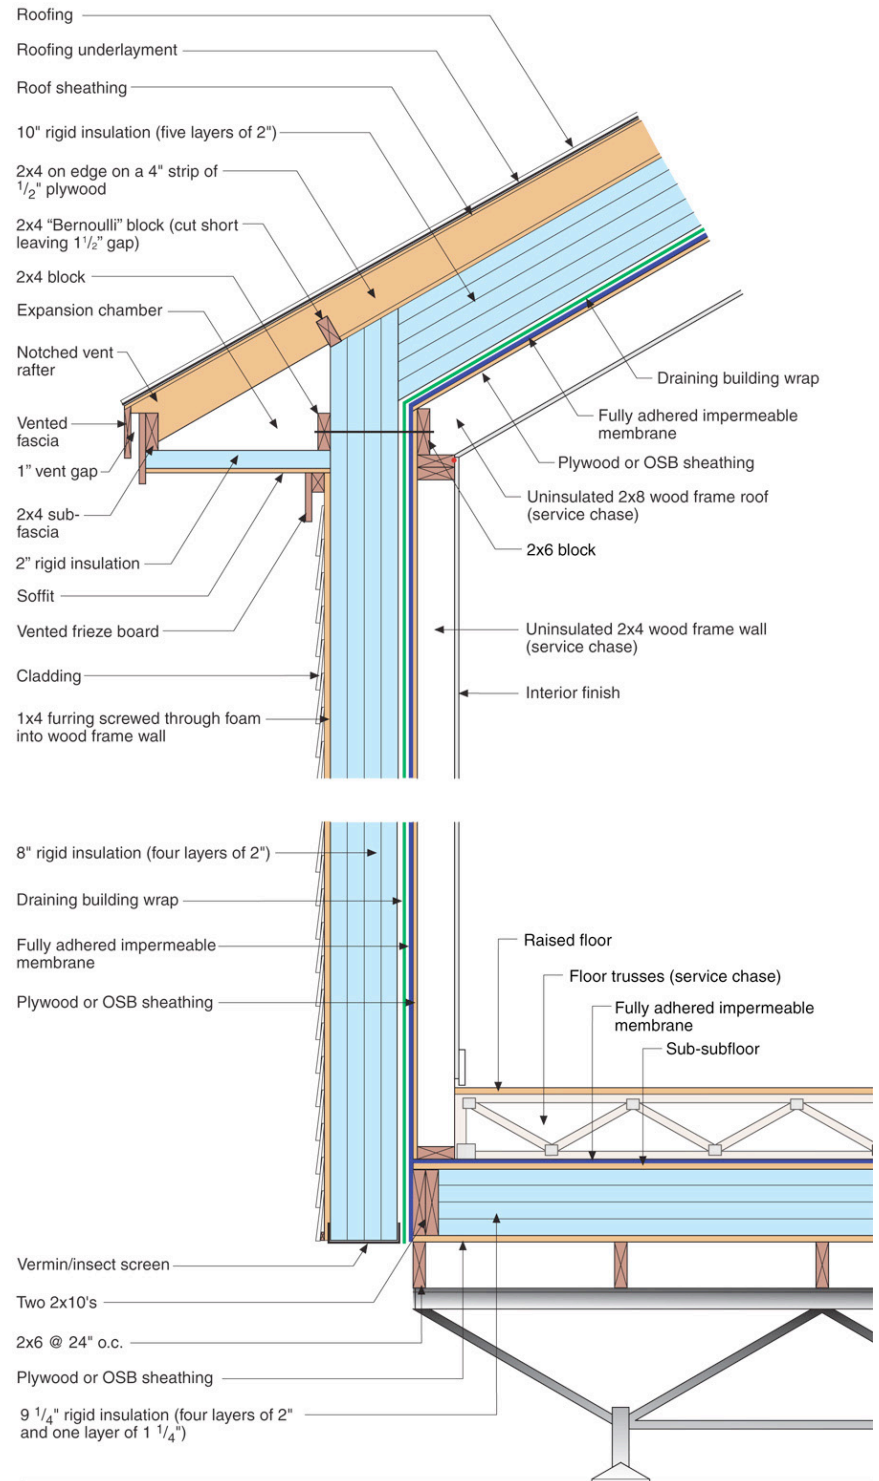 Roofing
Roofing underlayment
Roof sheathing
10" rigid insulation (five layers of 2")
2x4 on edge on a 4" strip of
1/2" plywood
2x4 “Bernoulli” block (cut short
leaving 1 1/2” gap)
2x4 block
Expansion chamber
Notched vent
rafter
Vented
fascia
1” vent gap
2x4 sub-
fascia
2” rigid insulation
Soffit
Vented frieze board
Cladding
1x4 furring screwed through foam
into wood frame wall
Draining building wrap
Fully adhered impermeable
membrane
Plywood or OSB sheathing
Uninsulated 2x8 wood frame roof
(service chase)
2x6 block
Uninsulated 2x4 wood frame wall
(service chase)
Interior finish
8" rigid insulation (four layers of 2")
Draining building wrap
Fully adhered impermeable
membrane
Plywood or OSB sheathing
Raised floor
Floor trusses (service chase)
Fully adhered impermeable
membrane
Sub-subfloor
Vermin/insect screen
Two 2x10's
2x6 @ 24" o.c.
Plywood or OSB sheathing
9 1/4" rigid insulation (four layers of 2"
and one layer of 1 1/4")